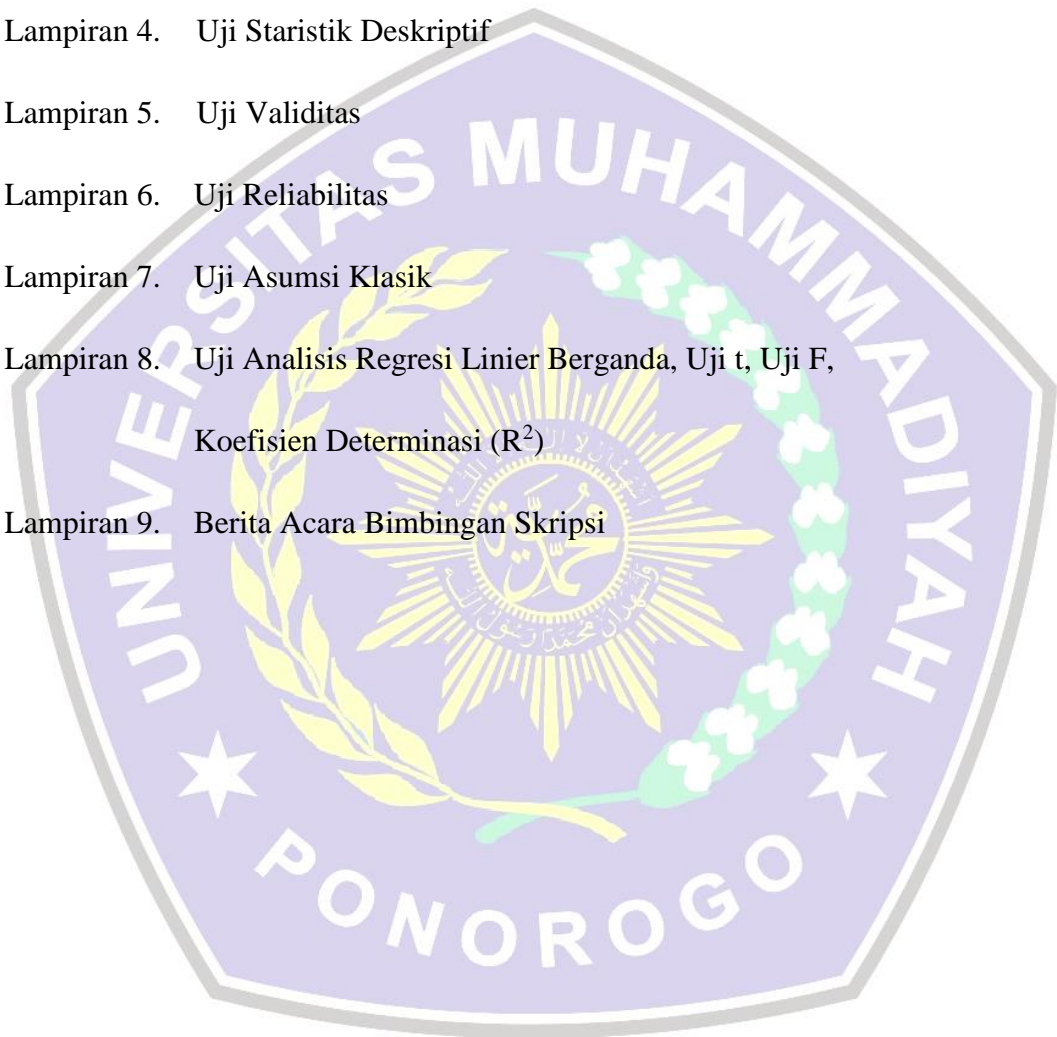 Lampiran 4. Uji Staristik Deskriptif
Lampiran 5. Uji Validitas
Lampiran 6. Uji Reliabilitas
Lampiran 7. Uji Asumsi Klasik
Lampiran 8. Uji Analisis Regresi Linier Berganda, Uji t, Uji F,
Koefisien Determinasi (R²)
Lampiran 9. Berita Acara Bimbingan Skripsi
UNIVERSITAS MUHAMMADIYAH
PONOROGO